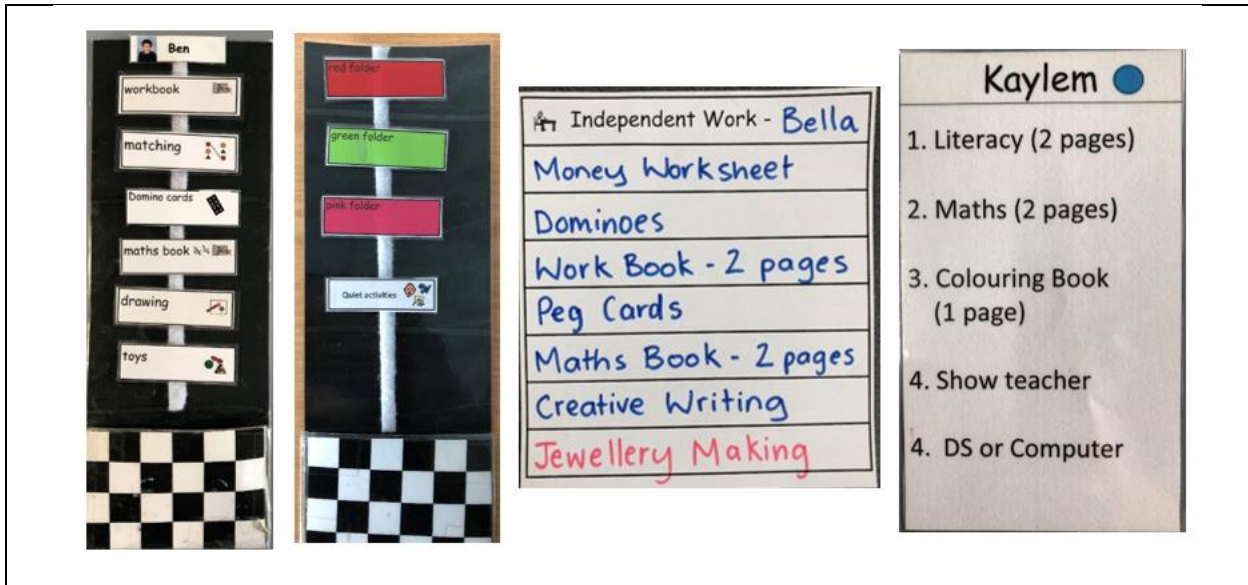 Ben
workbook
matching
Domino cards
maths book
drawing
toys
red folder
green folder
pink folder
Quiet activities
Independent Work - Bella
Money Worksheet
Dominoes
Work Book - 2 pages
Peg Cards
Maths Book - 2 pages
Creative Writing
Jewellery Making
Kaylem
1. Literacy (2 pages)
2. Maths (2 pages)
3. Colouring Book
(1 page)
4. Show teacher
4. DS or Computer